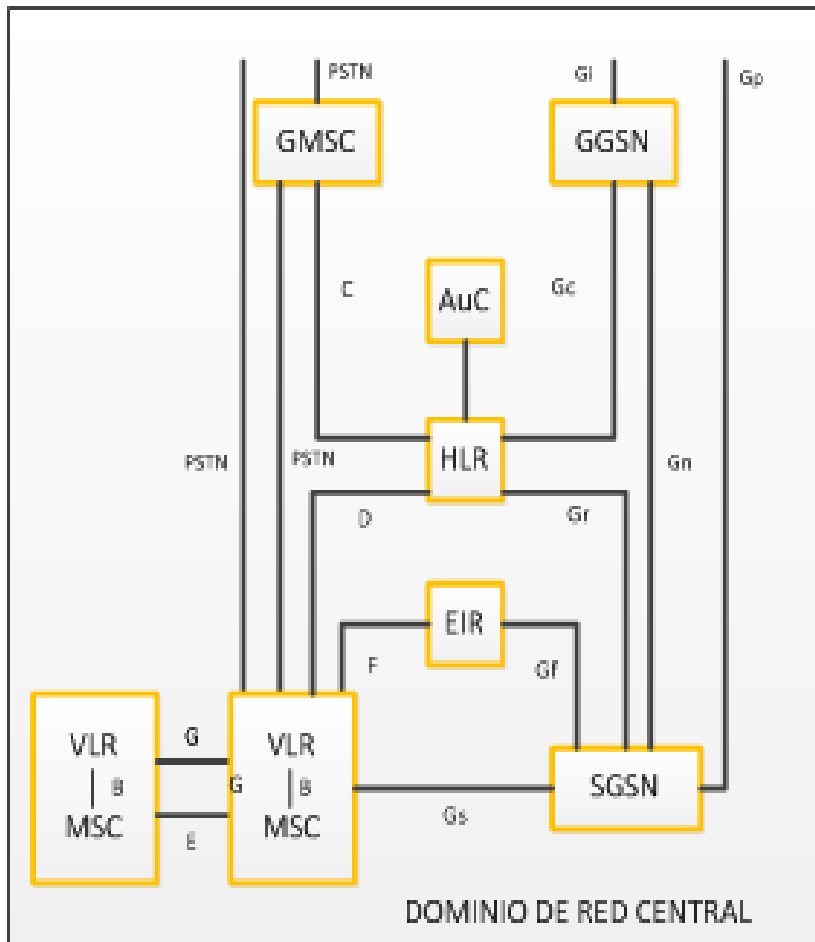 PSTN
Gi
Gp
GMSC
GGSN
C
AuC
Gc
PSTN
PSTN
HLR
Gn
D
Gr
EIR
F
Gf
VLR
G
VLR
B
G
B
SGSN
MSC
MSC
E
Gs
DOMINIO DE RED CENTRAL